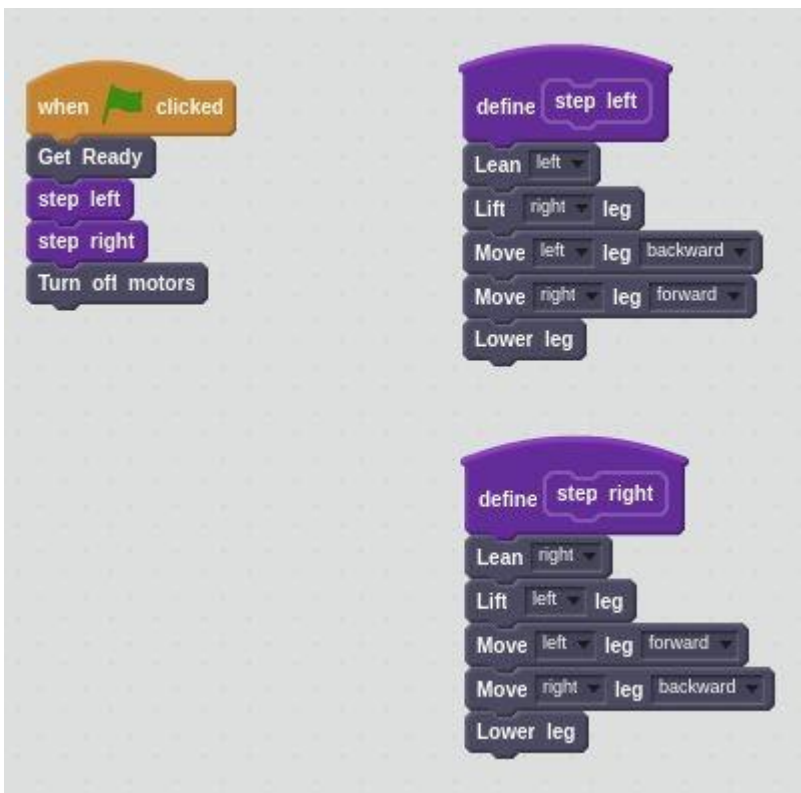 when clicked
Get Ready
step left
step right
Turn off motors
define step left
Lean left
Lift right leg
Move left leg backward
Move right leg forward
Lower leg
define step right
Lean right
Lift left leg
Move left leg forward
Move right leg backward
Lower leg